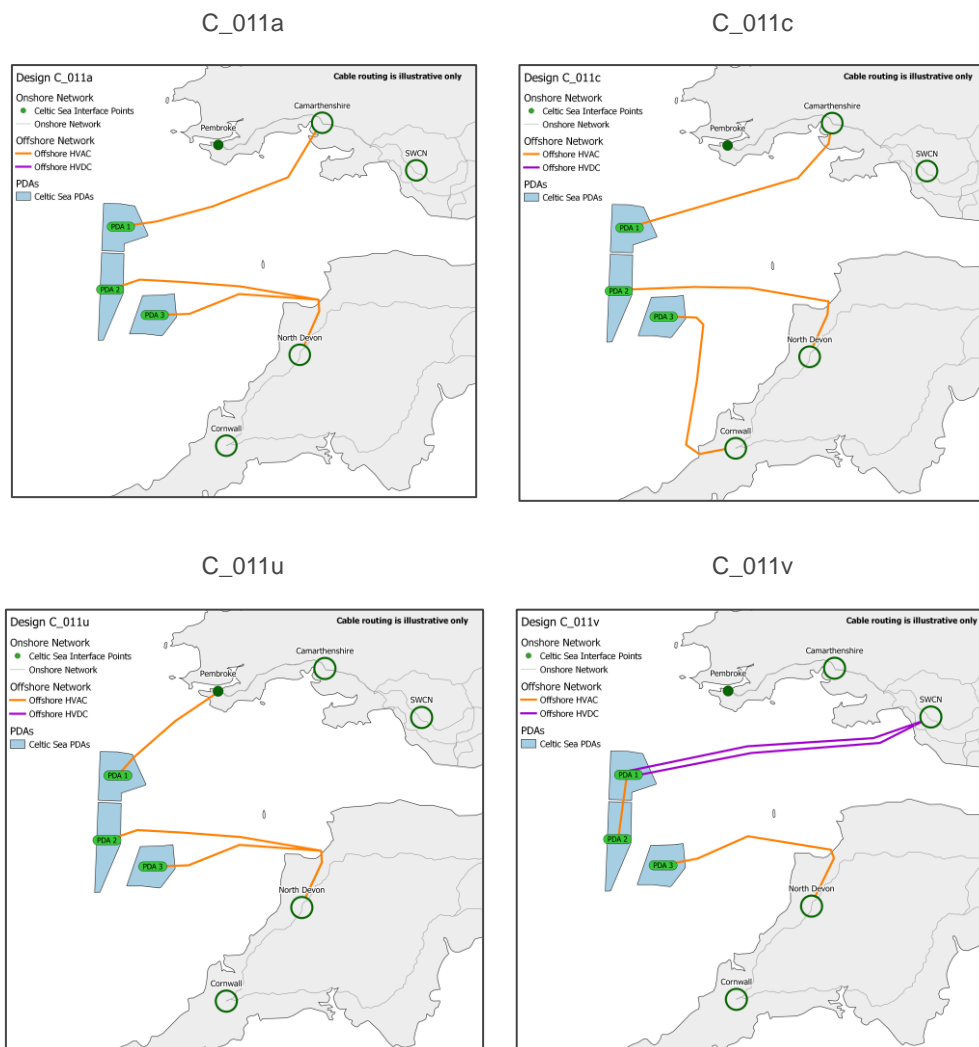 C_011a
C_011c
Design C_011a
Cable routing is illustrative only
Onshore Network
Celtic Sea Interface Points
Onshore Network
Offshore Network
Offshore HVAC
Offshore HVDC
PDAs
Celtic Sea PDAs
Camarthenshire
Pembroke
SWCN
PDA 1
PDA 2
PDA 3
North Devon
Cornwall
Design C_011c
Cable routing is illustrative only
Onshore Network
Celtic Sea Interface Points
Onshore Network
Offshore Network
Offshore HVAC
Offshore HVDC
PDAs
Celtic Sea PDAs
Camarthenshire
Pembroke
SWCN
PDA 1
PDA 2
PDA 3
North Devon
Cornwall
C_011u
C_011v
Design C_011u
Cable routing is illustrative only
Onshore Network
Celtic Sea Interface Points
Onshore Network
Offshore Network
Offshore HVAC
Offshore HVDC
PDAs
Celtic Sea PDAs
Camarthenshire
Pembroke
SWCN
PDA 1
PDA 2
PDA 3
North Devon
Cornwall
Design C_011v
Cable routing is illustrative only
Onshore Network
Celtic Sea Interface Points
Onshore Network
Offshore Network
Offshore HVAC
Offshore HVDC
PDAs
Celtic Sea PDAs
Camarthenshire
Pembroke
SWCN
PDA 1
PDA 2
PDA 3
North Devon
Cornwall